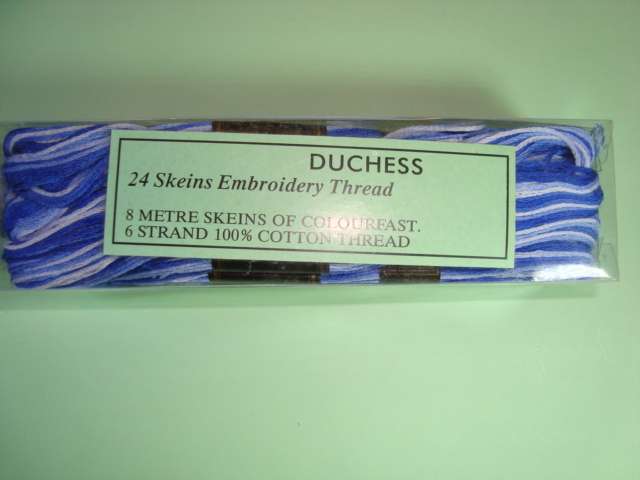 DUCHESS
24 Skeins Embroidery Thread
8 METRE SKEINS OF COLOURFAST.
6 STRAND 100% COTTON THREAD